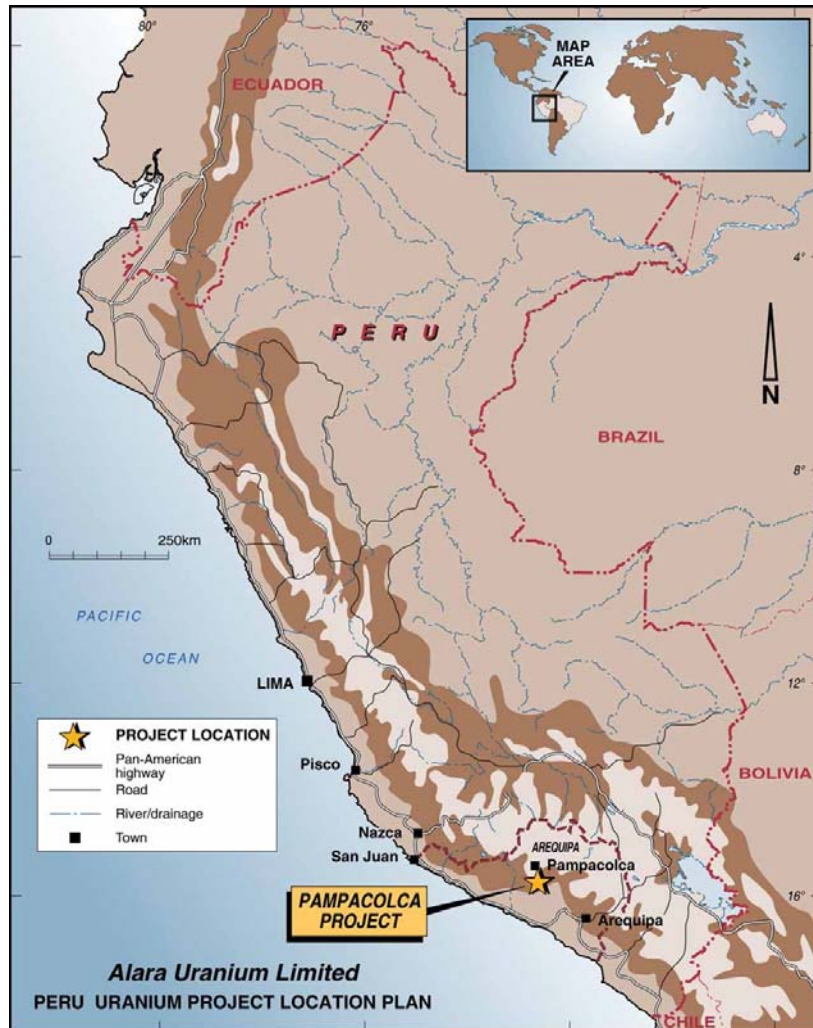 80°
76°
MAP
AREA
ECUADOR
4°
PERU
N
BRAZIL
8°
0 250km
PACIFIC
OCEAN
LIMA
12°
PROJECT LOCATION
Pan-American
highway
Road
River/drainage
Town
Pisco
BOLIVIA
Nazca
AREQUIPA
San Juan
Pampacolca
PAMPACOLCA
PROJECT
16°
Arequipa
Alara Uranium Limited
PERU URANIUM PROJECT LOCATION PLAN
CHILE